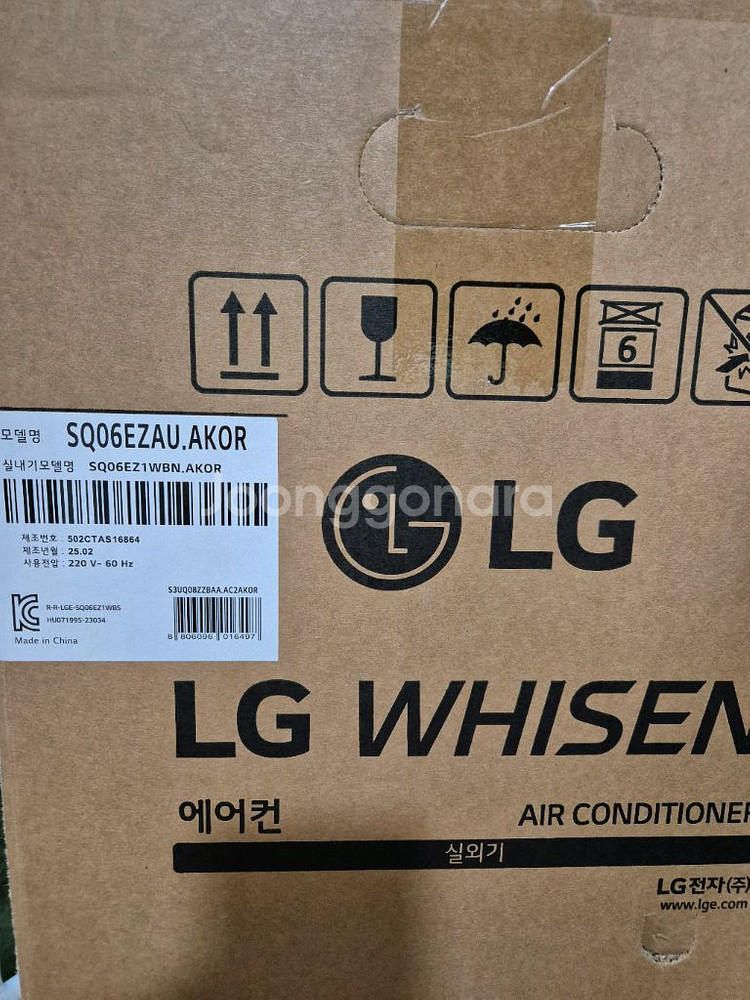 6
모델명 SQ06EZAU.AKOR
실내기모델명 SQ06EZ1WBN.AKOR
Joonggonara
LG
제조번호 : 502CTAS16864
제조년월 : 25.02
사용전압 : 220 V~ 60 Hz
S3UQ08ZZBAA.AC2AKOR
R-R-LGE-SQ06EZ1WBS
HU071995-23034
8 806096 016497
Made in China
LG WHISEN
에어컨
AIR CONDITIONER
실외기
LG전자(주)
www.lge.com